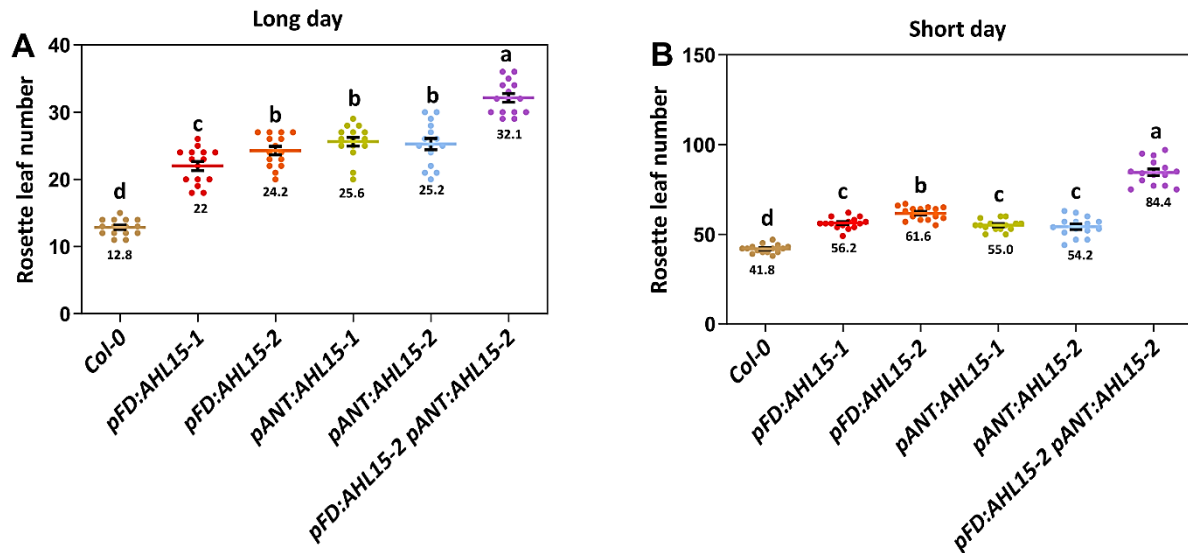 Long day
A
Rosette leaf number
40
30
20
10
0
d
c
b
b
b
a
12.8
22
24.2
25.6
25.2
32.1
Col-0
pFD:AHL15-1
pFD:AHL15-2
pANT:AHL15-1
pANT:AHL15-2
pFD:AHL15-2 pANT:AHL15-2
Short day
B
Rosette leaf number
150
100
50
0
d
c
b
c
c
a
41.8
56.2
61.6
55.0
54.2
84.4
Col-0
pFD:AHL15-1
pFD:AHL15-2
pANT:AHL15-1
pANT:AHL15-2
pFD:AHL15-2 pANT:AHL15-2